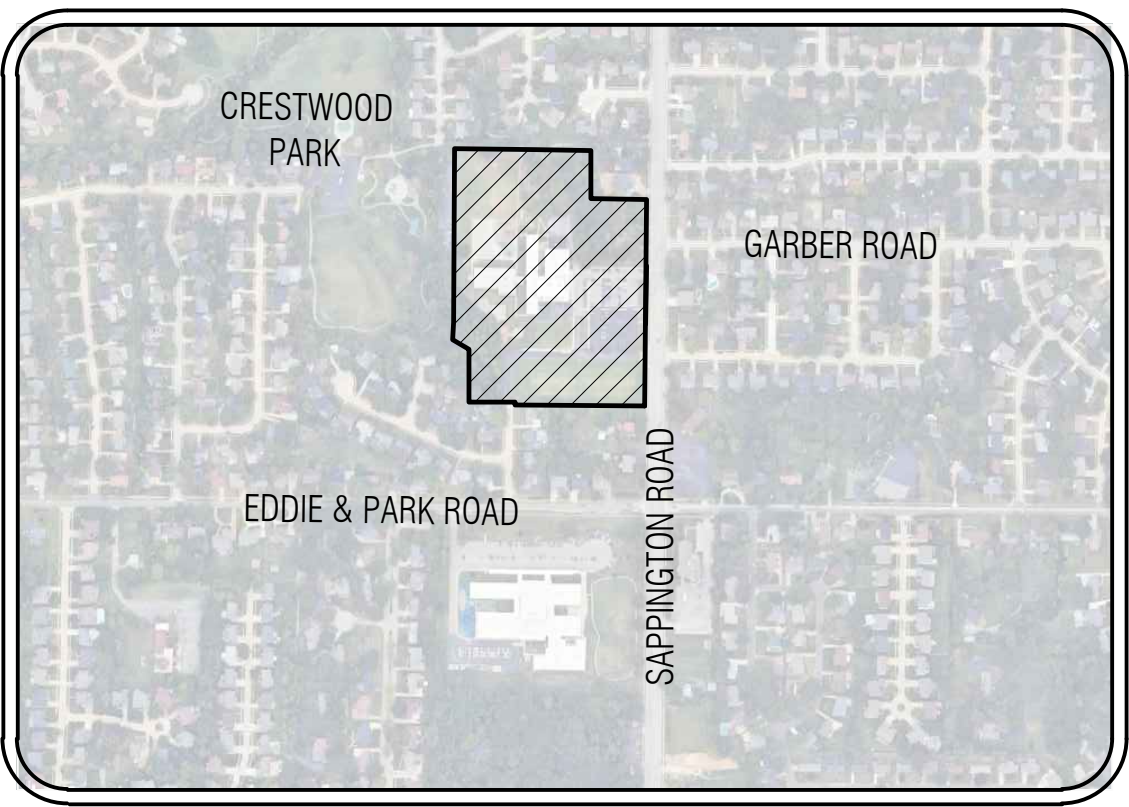 CRESTWOOD
PARK
GARBER ROAD
EDDIE & PARK ROAD
SAPPINGTON ROAD